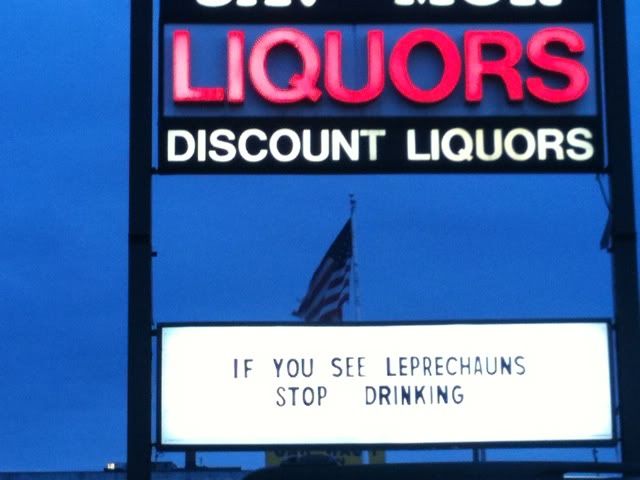 LIQUORS
DISCOUNT LIQUORS
IF YOU SEE LEPRECHAUNS
STOP DRINKING